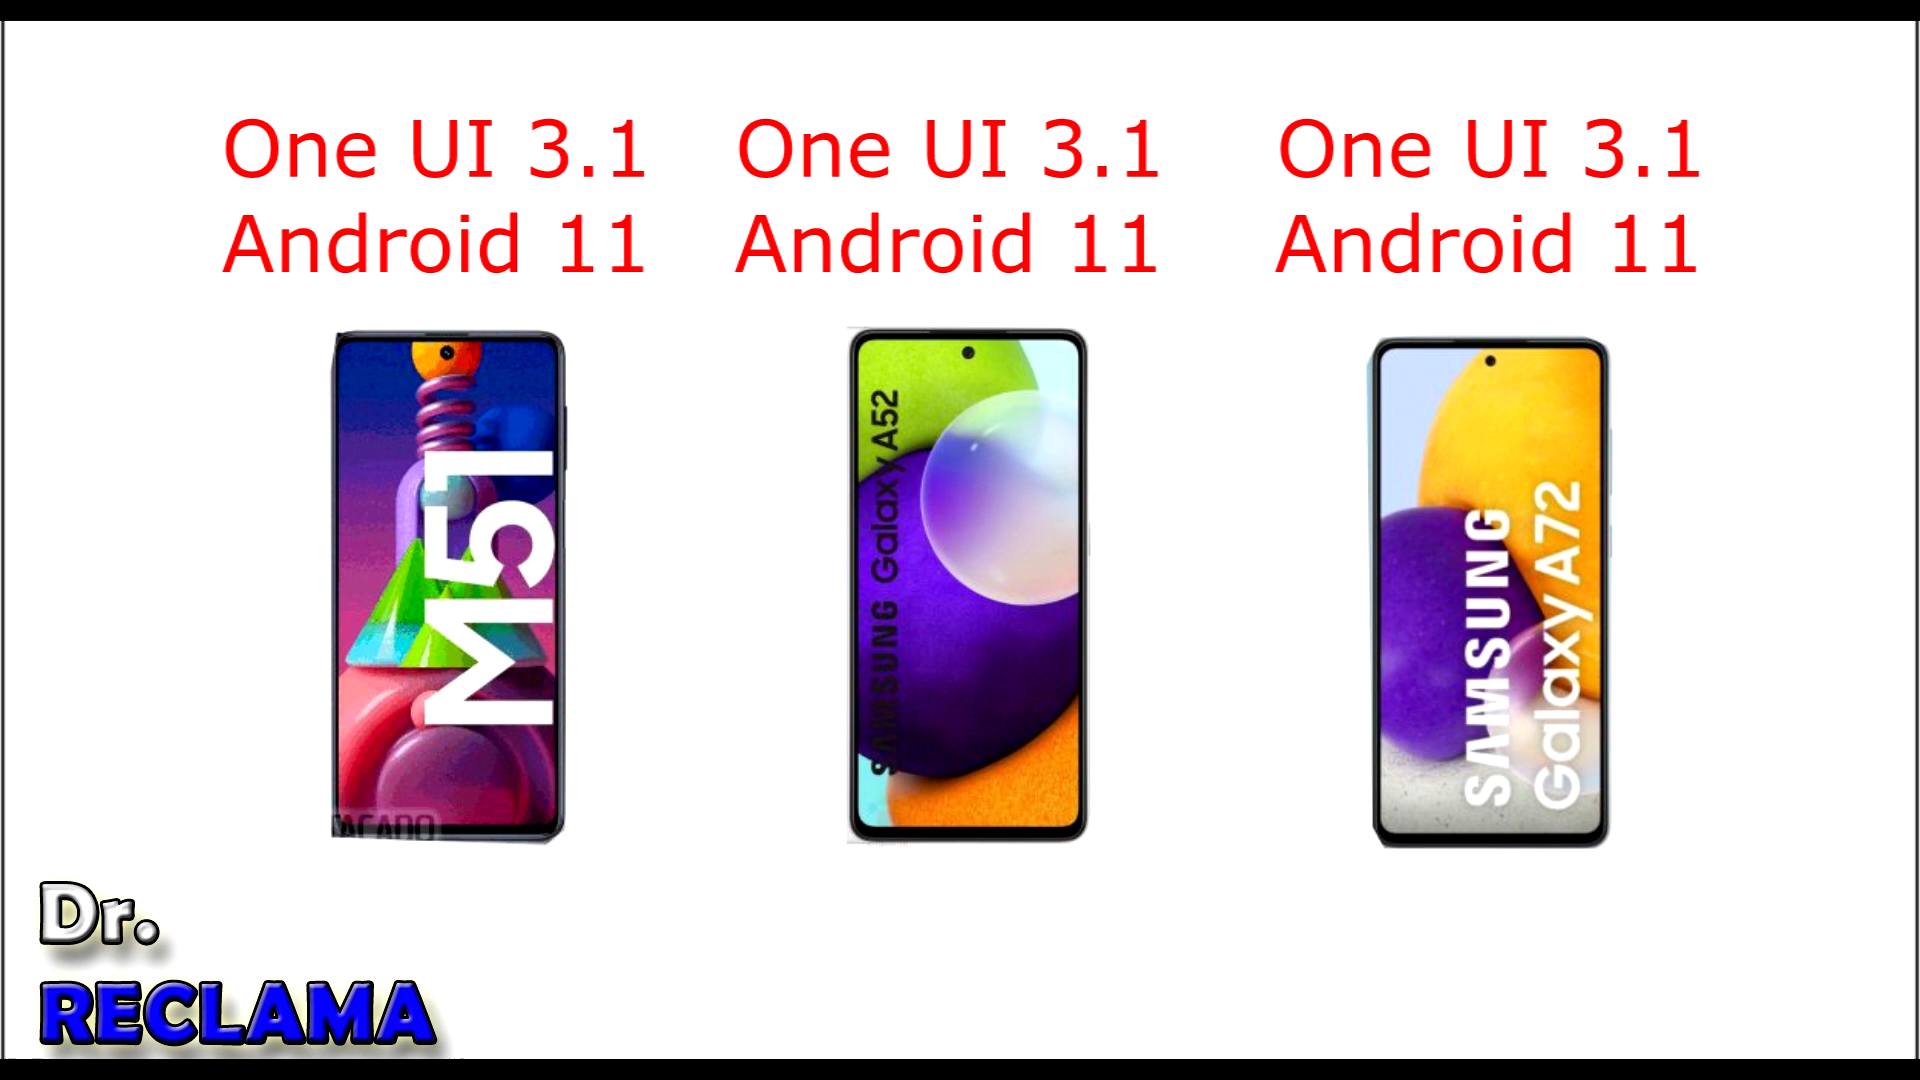 One UI 3.1
Android 11
One UI 3.1
Android 11
One UI 3.1
Android 11
M51
SAMSUNG Galaxy A52
SAMSUNG
Galaxy A72
Dr.
RECLAMA